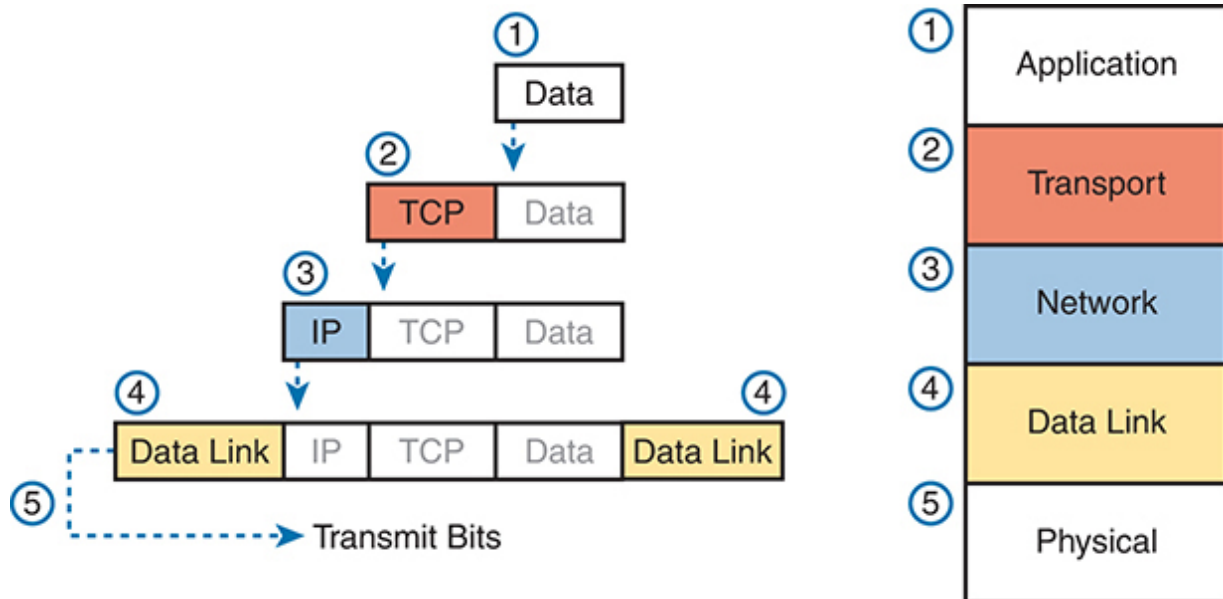 1
Data
2
TCP Data
3
IP TCP Data
4 4
Data Link IP TCP Data Data Link
5
Transmit Bits
1
Application
2
Transport
3
Network
4
Data Link
5
Physical